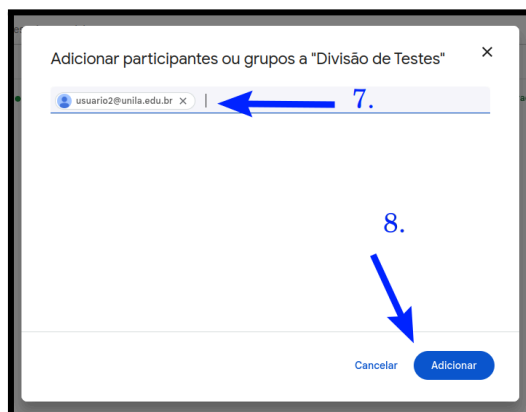 Adicionar participantes ou grupos a "Divisão de Testes"
usuario2@unila.edu.br
7.
8.
Cancelar Adicionar